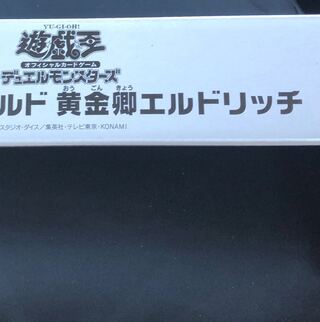 YU-GI-OH!
遊戯王
オフィシャルカードゲーム
デュエルモンスターズ
おう ごん きょう
ルド 黄金卿エルドリッチ
スタジオ・ダイス／集英社・テレビ東京・KONAMI